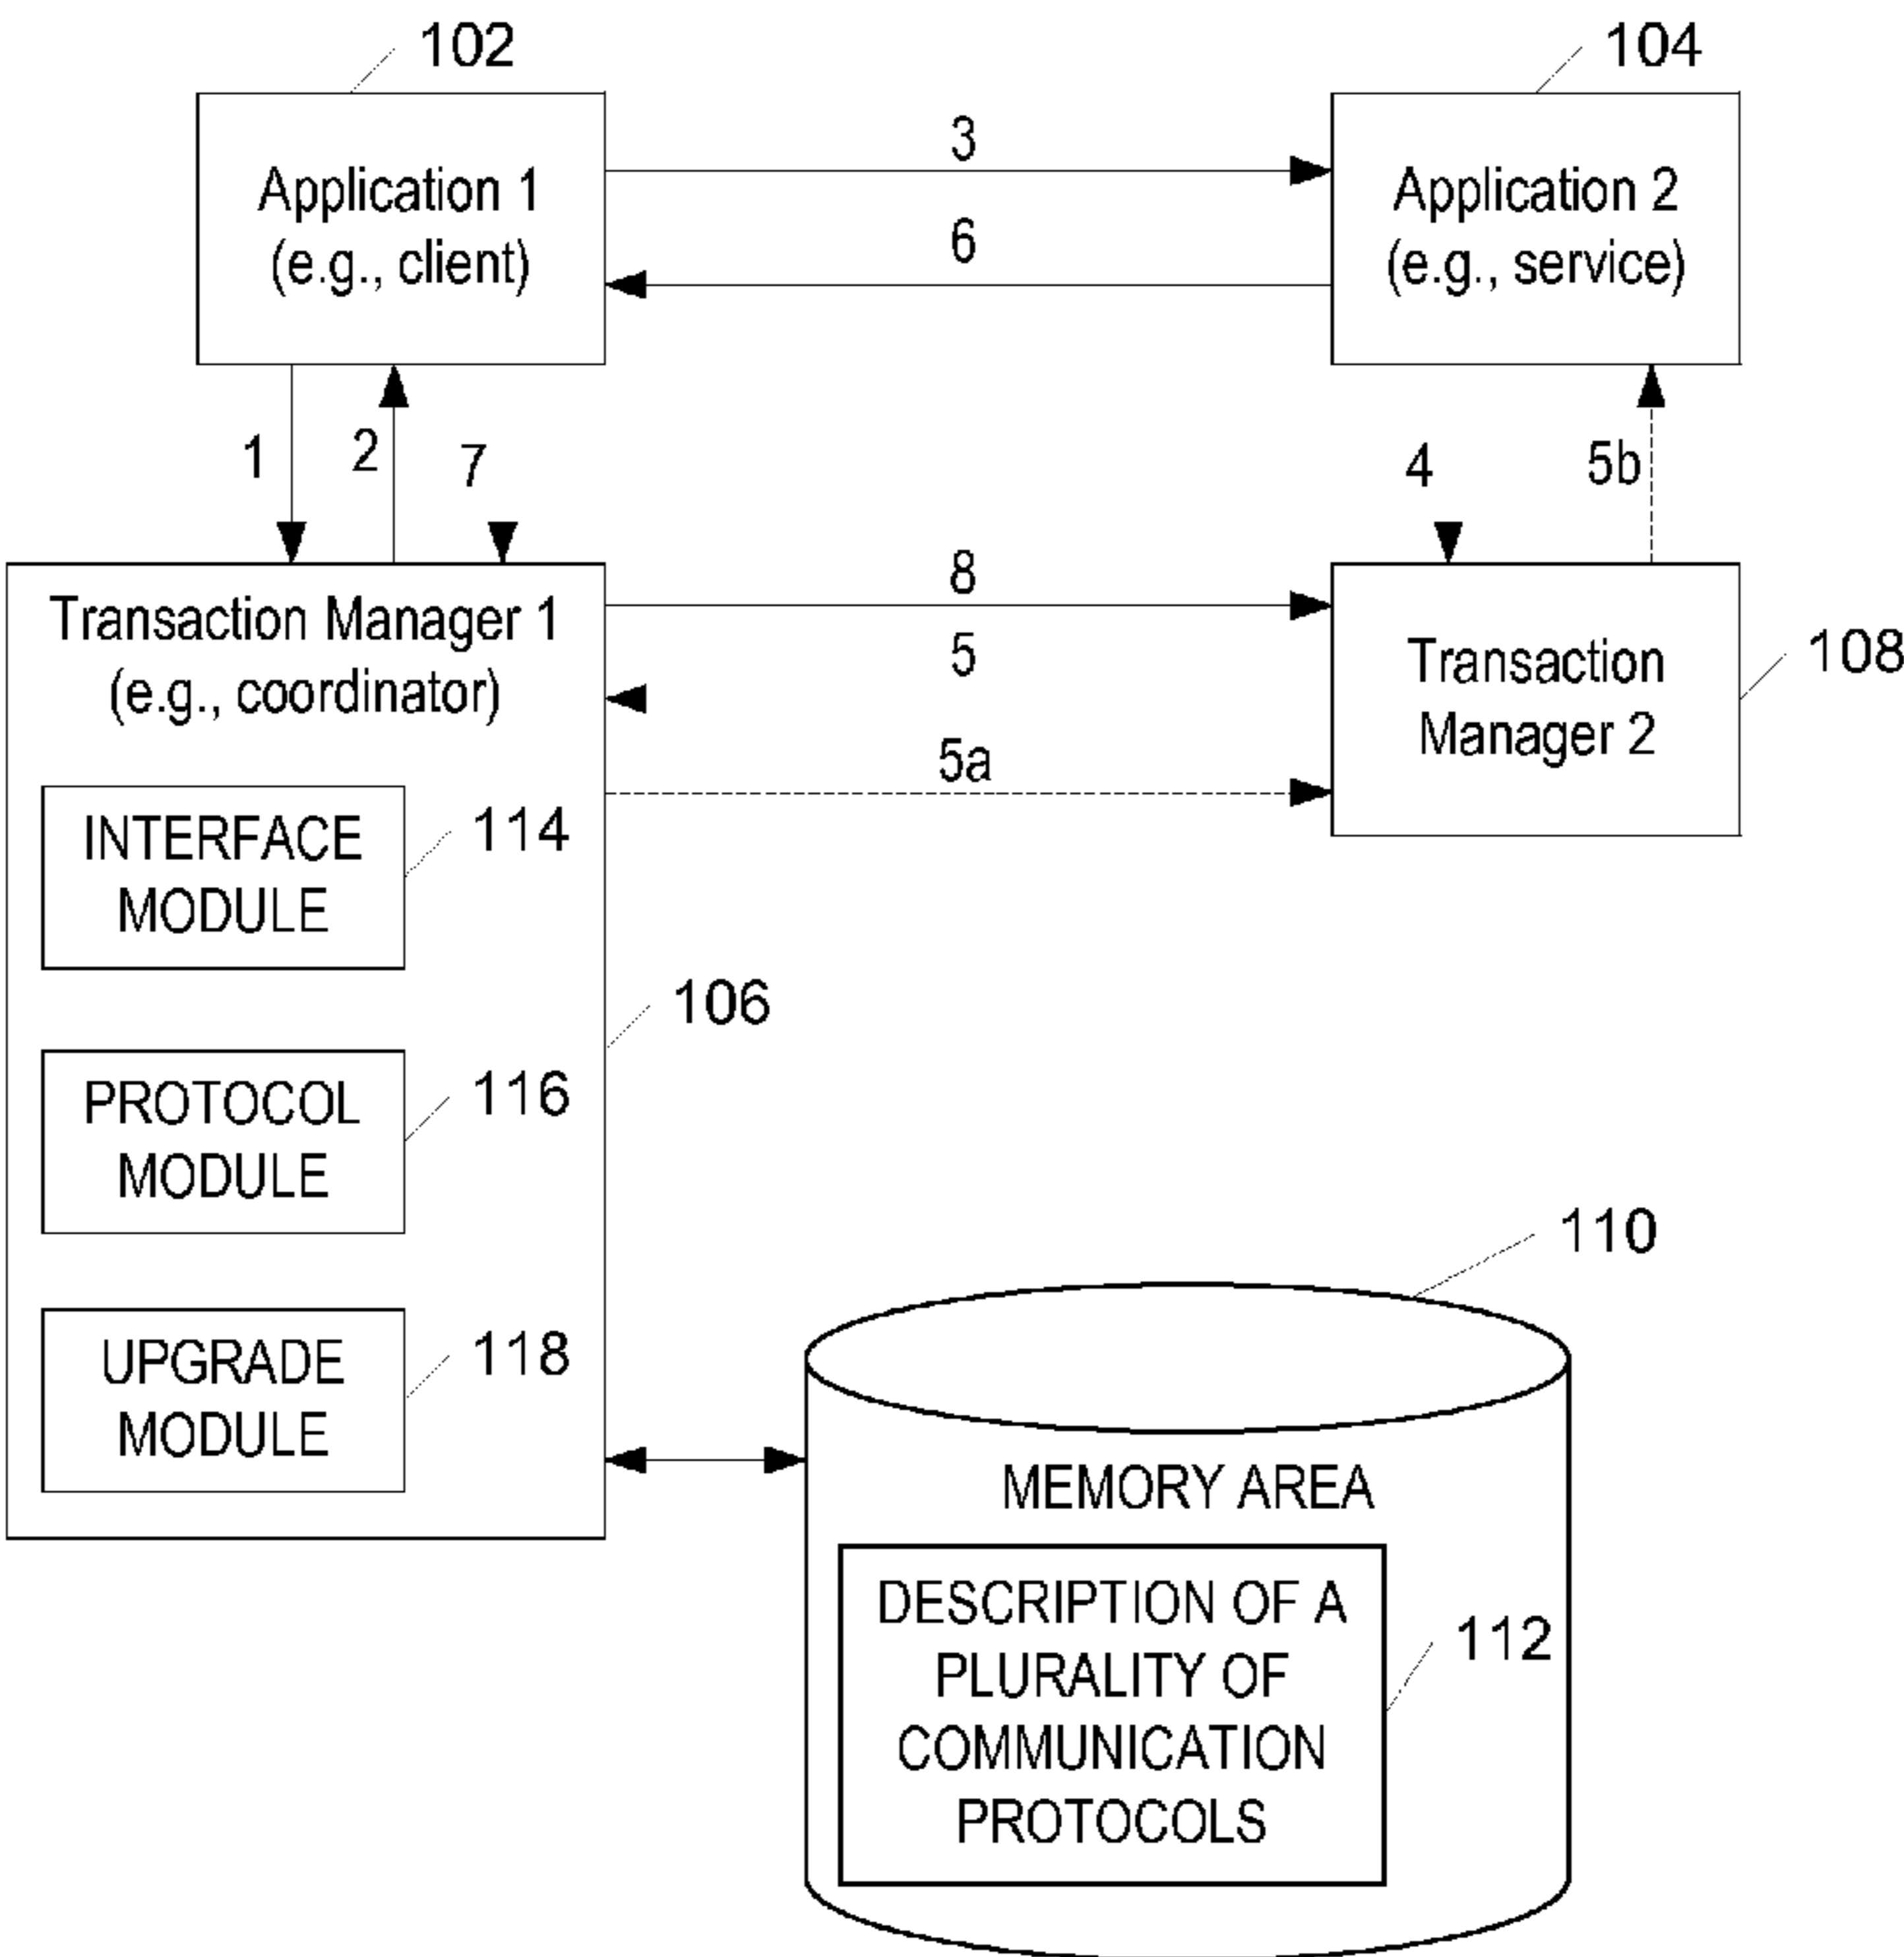 102
104
Application 1
(e.g., client)
3
6
Application 2
(e.g., service)
1
2
7
4
5b
Transaction Manager 1
(e.g., coordinator)
8
5
5a
Transaction
Manager 2
108
INTERFACE
MODULE
114
106
PROTOCOL
MODULE
116
UPGRADE
MODULE
118
110
MEMORY AREA
DESCRIPTION OF A
PLURALITY OF
COMMUNICATION
PROTOCOLS
112